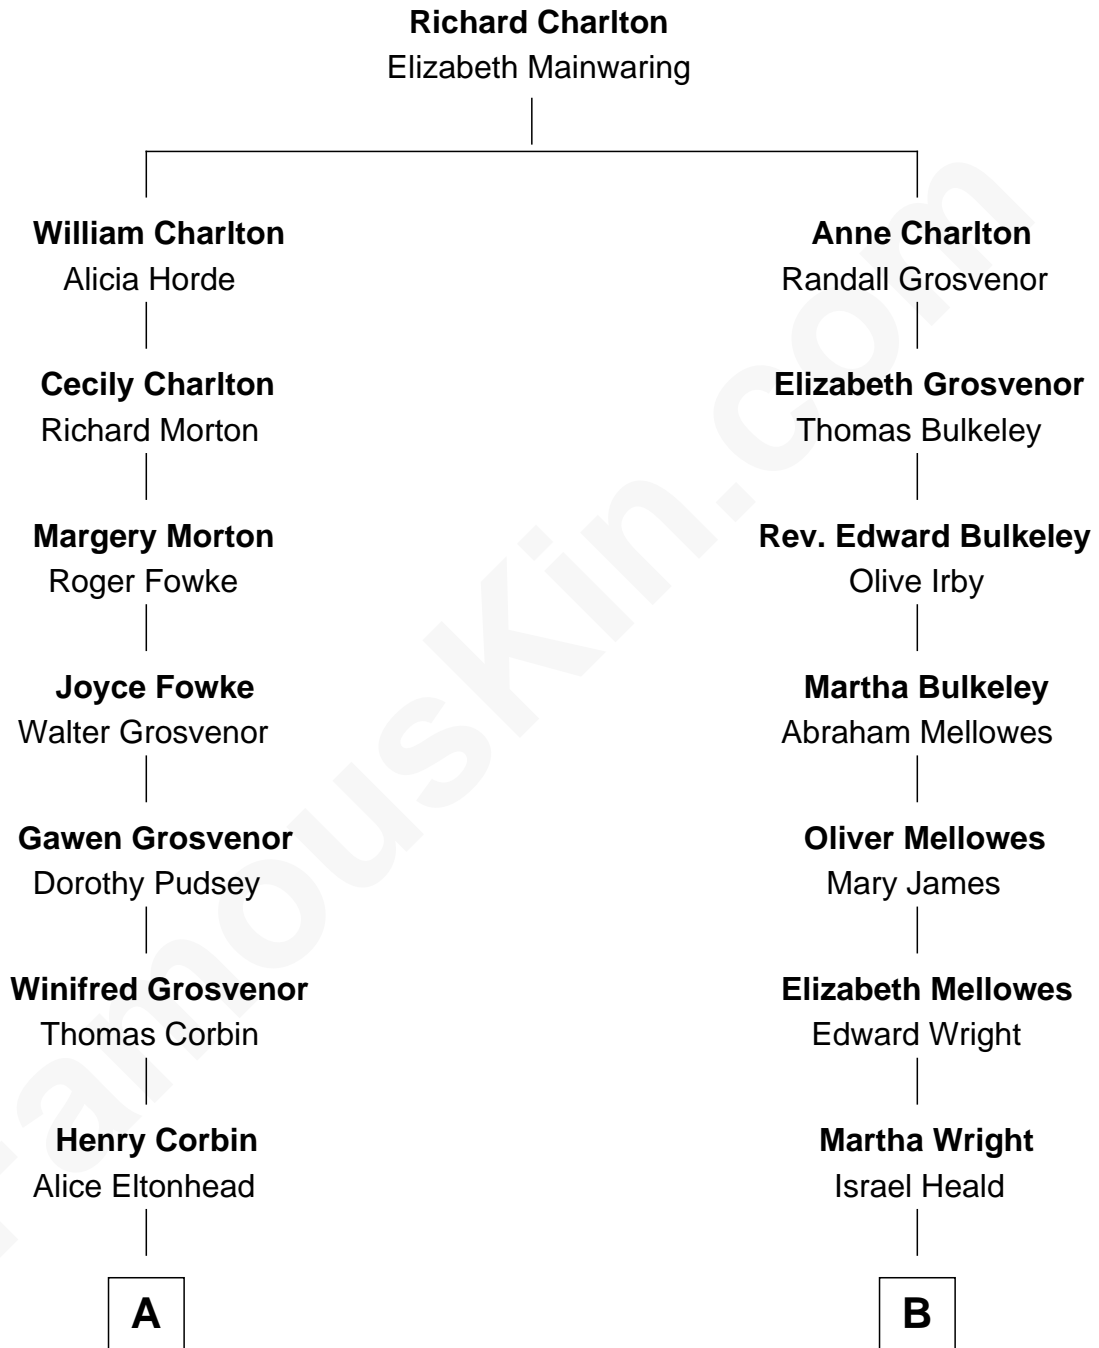 Richard Charlton
Elizabeth Mainwaring
William Charlton
Alicia Horde
Cecily Charlton
Richard Morton
Margery Morton
Roger Fowke
Joyce Fowke
Walter Grosvenor
Gawen Grosvenor
Dorothy Pudsey
Winifred Grosvenor
Thomas Corbin
Henry Corbin
Alice Eltonhead
A
Anne Charlton
Randall Grosvenor
Elizabeth Grosvenor
Thomas Bulkeley
Rev. Edward Bulkeley
Olive Irby
Martha Bulkeley
Abraham Mellowes
Oliver Mellowes
Mary James
Elizabeth Mellowes
Edward Wright
Martha Wright
Israel Heald
B
FamousKin.com